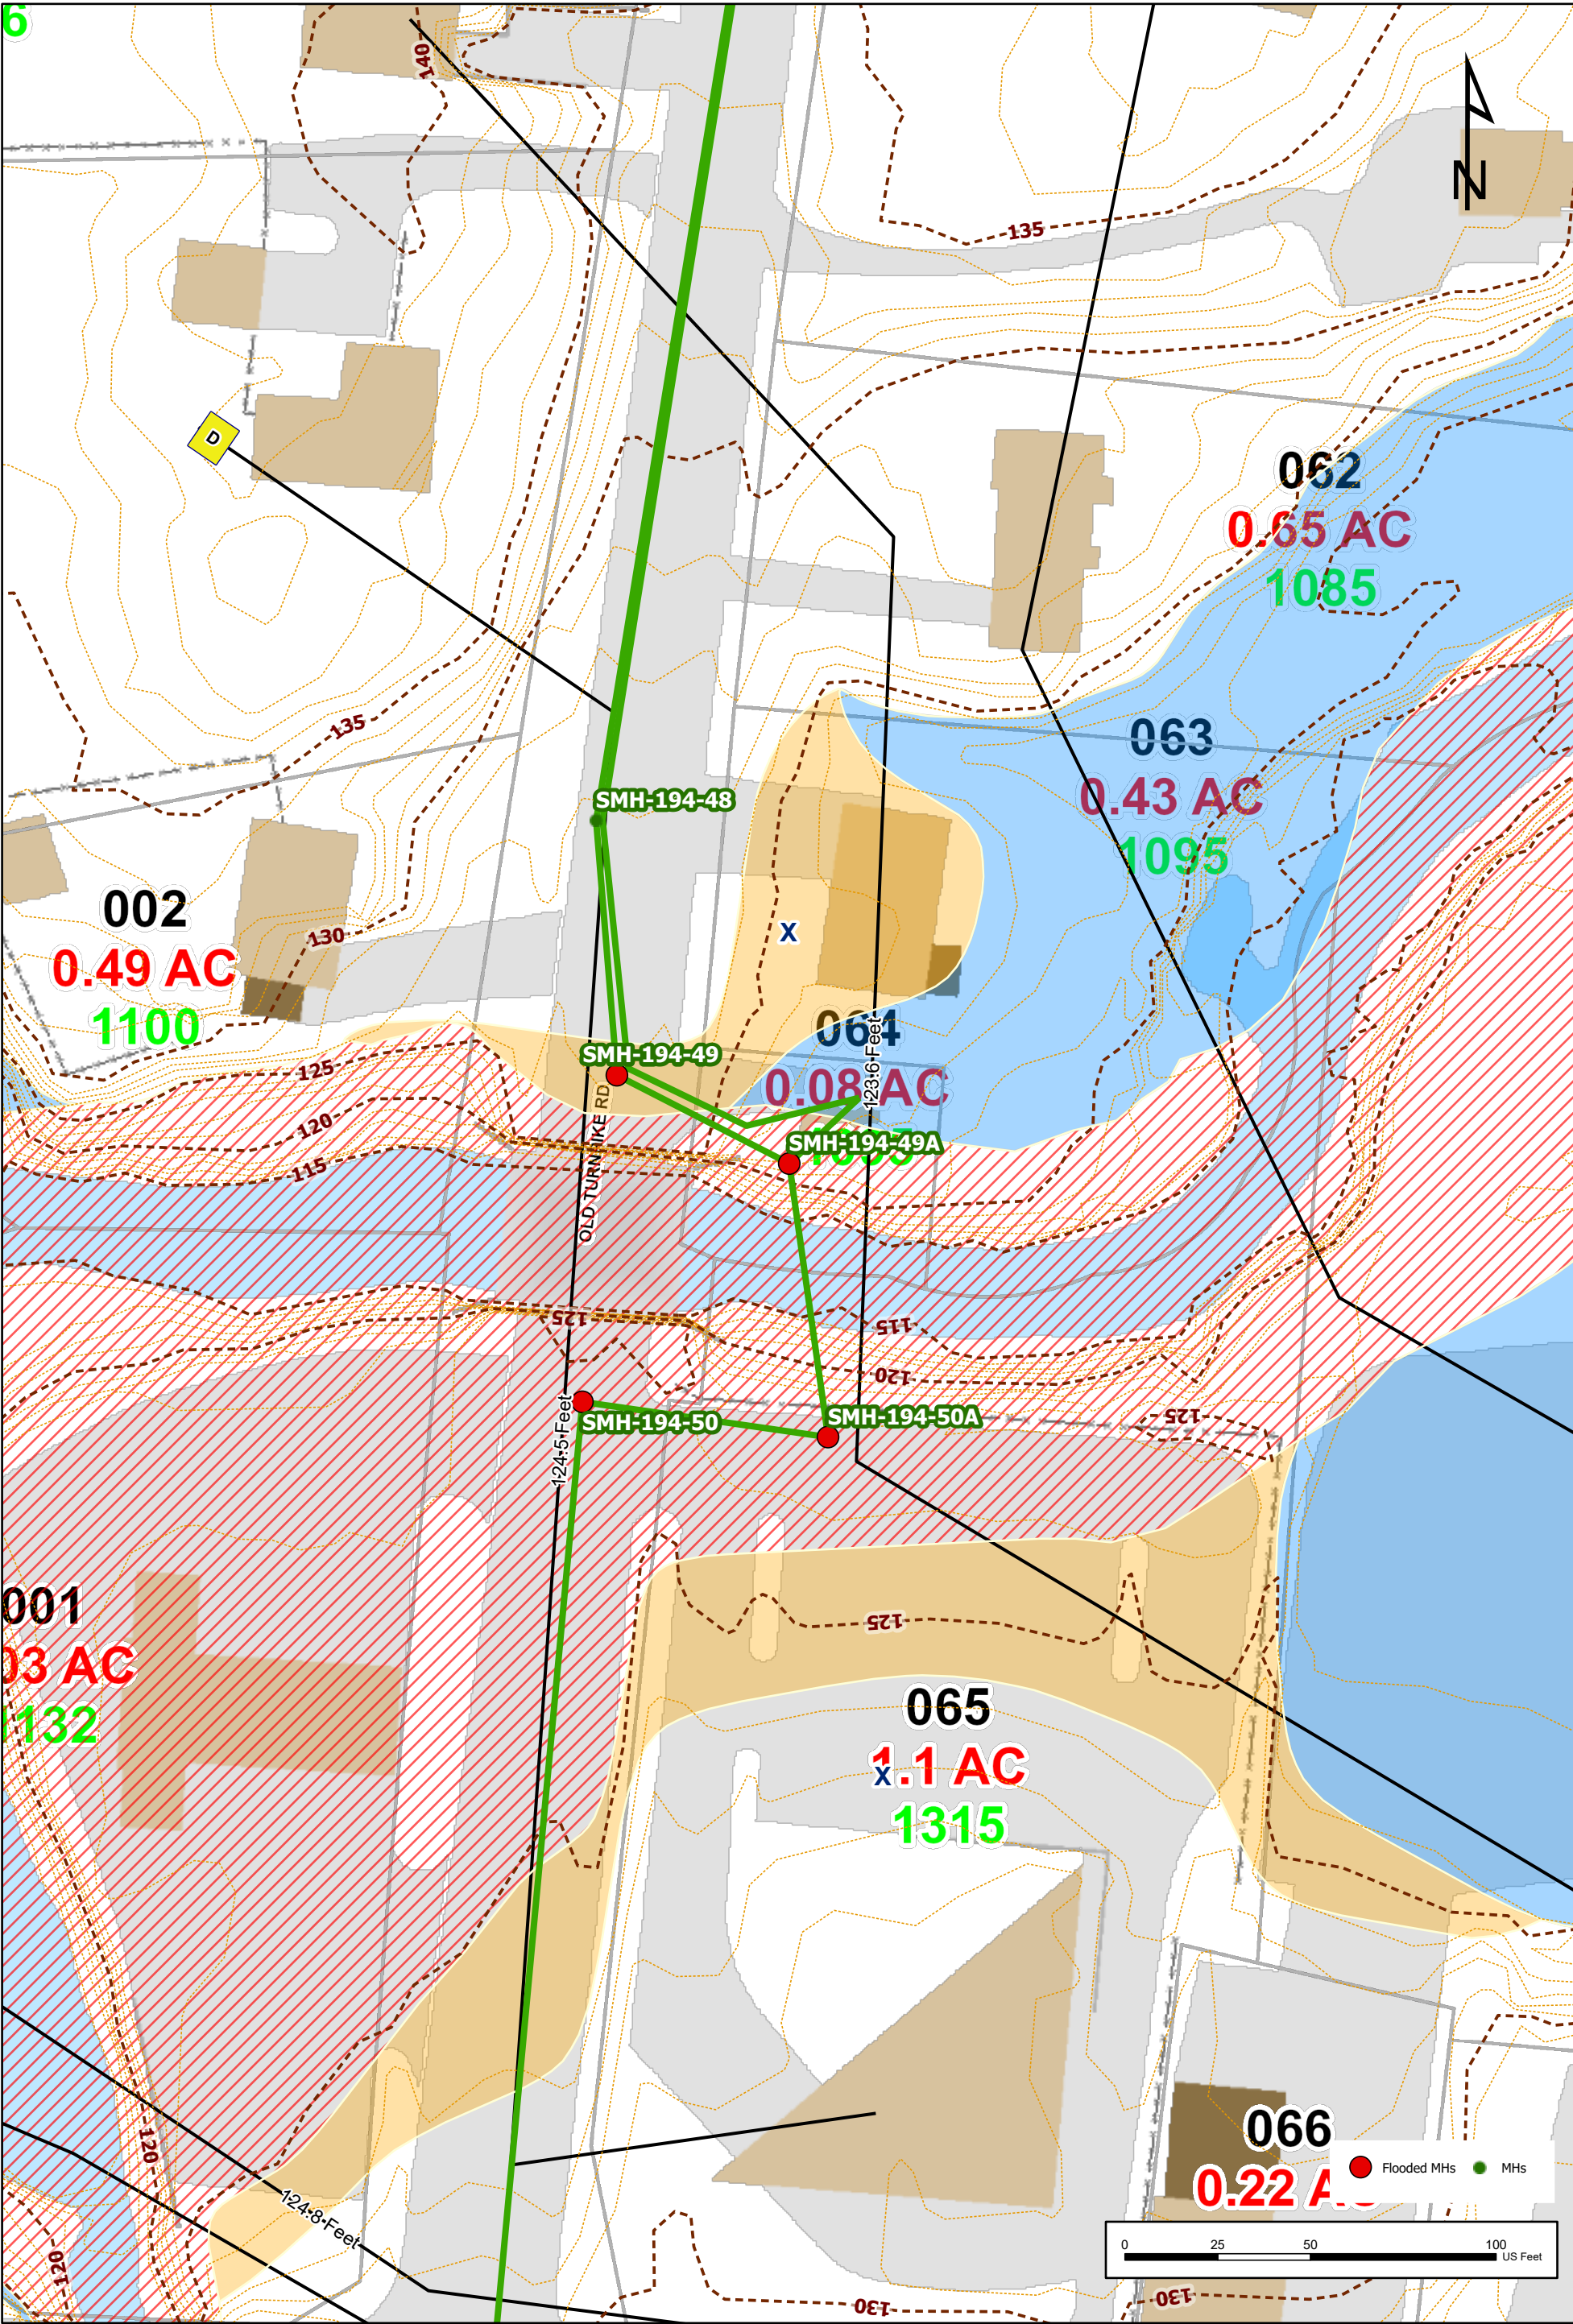 6
140
N
135
D
062
0.65 AC
1085
135
063
0.43 AC
1095
SMH-194-48
002
0.49 AC
1100
130
X
064
0.08 AC
123.6 Feet
SMH-194-49
125
120
115
OLD TURNPIKE RD
SMH-194-49A
125
115
120
125
SMH-194-50
SMH-194-50A
124.5 Feet
001
03 AC
1132
125
065
1.1 AC
X
1315
120
124.8 Feet
120
066
0.22 AC
Flooded MHs
MHs
0 25 50 100
US Feet
130
130